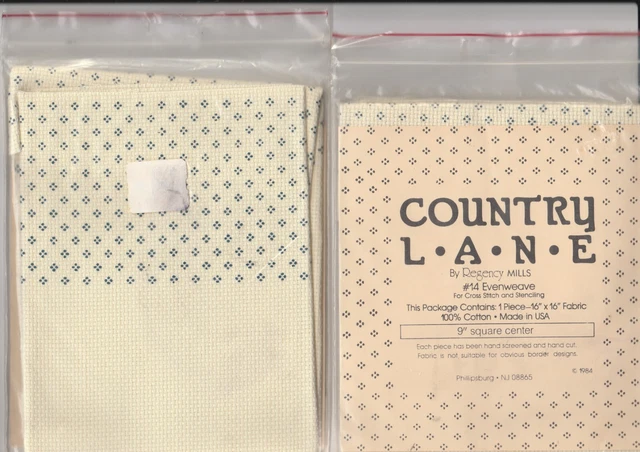 COUNTRY
L•A•N•E
By Regency MILLS
#14 Evenweave
For Cross Stitch and Stenciling
This Package Contains: 1 Piece–16" x 16" Fabric
100% Cotton • Made in USA
9" square center
Each piece has been hand screened and hand cut.
Fabric is not suitable for obvious border designs.
© 1984
Phillipsburg • NJ 08865